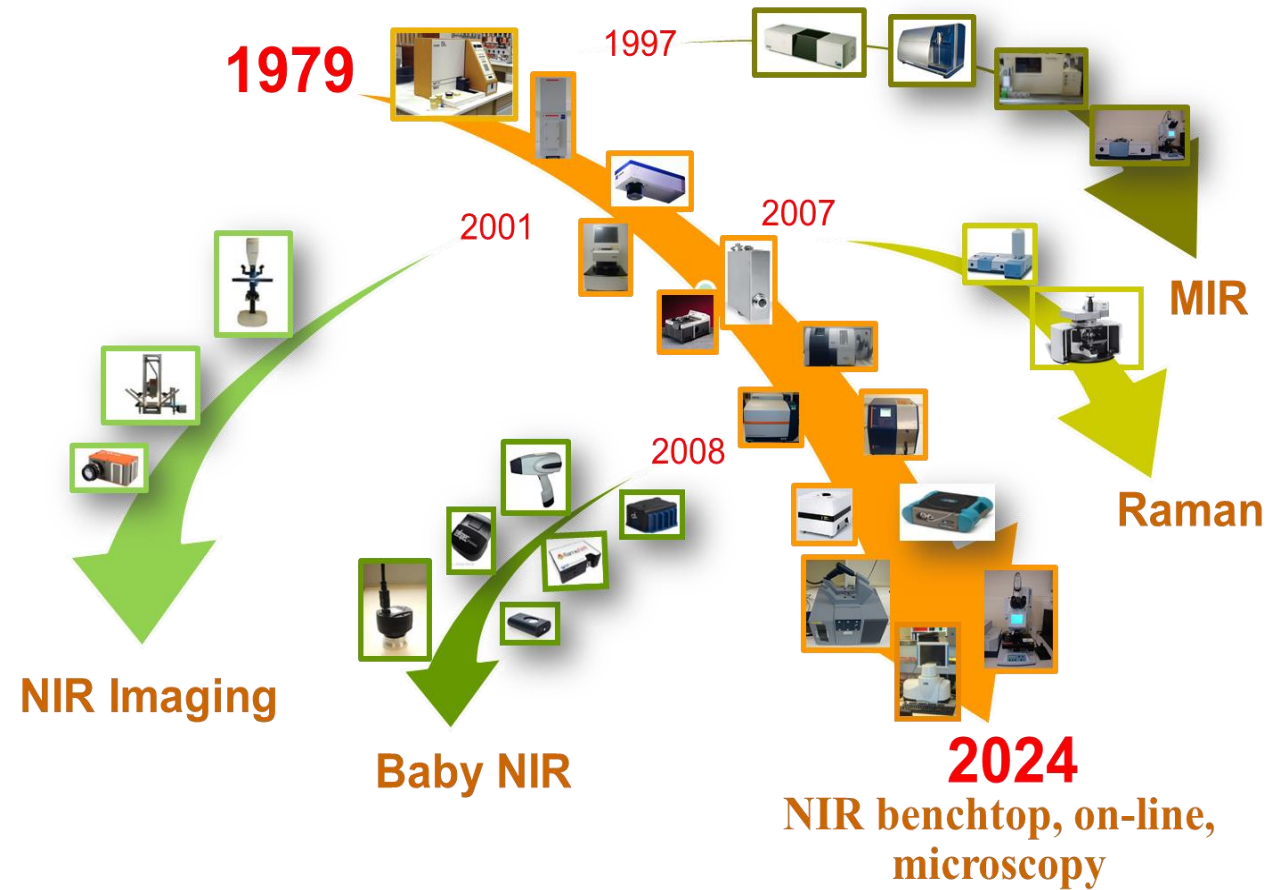 1979
1997
2001
2007
2008
MIR
Raman
NIR Imaging
Baby NIR
2024
NIR benchtop, on-line,
microscopy